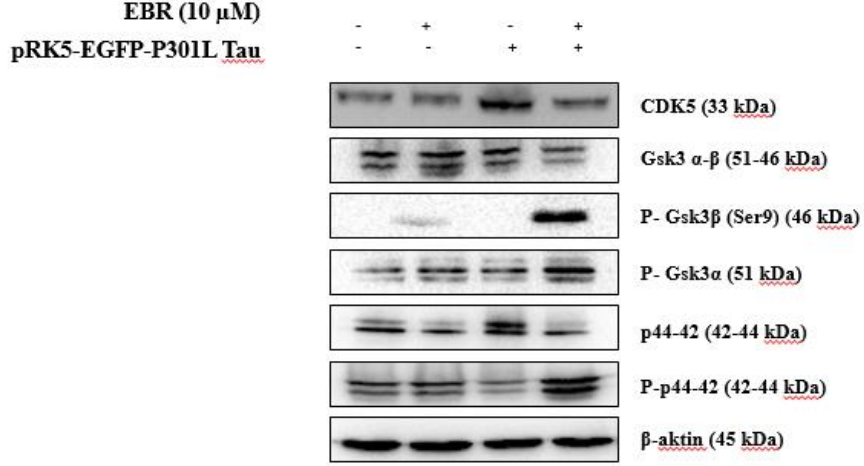 EBR (10 µM) - + - +
pRK5-EGFP-P301L Tau - - + +
CDK5 (33 kDa)
Gsk3 α-β (51-46 kDa)
P- Gsk3β (Ser9) (46 kDa)
P- Gsk3α (51 kDa)
p44-42 (42-44 kDa)
P-p44-42 (42-44 kDa)
β-aktin (45 kDa)